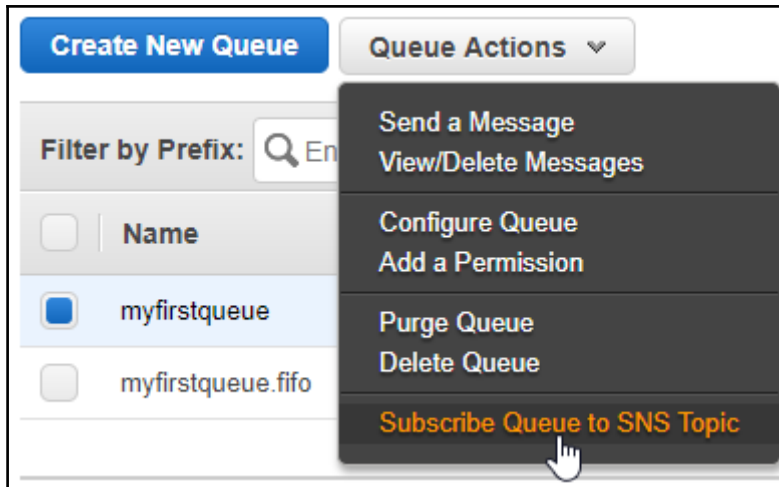 Create New Queue
Queue Actions
Filter by Prefix: En
Name
myfirstqueue
myfirstqueue.fifo
Send a Message
View/Delete Messages
Configure Queue
Add a Permission
Purge Queue
Delete Queue
Subscribe Queue to SNS Topic